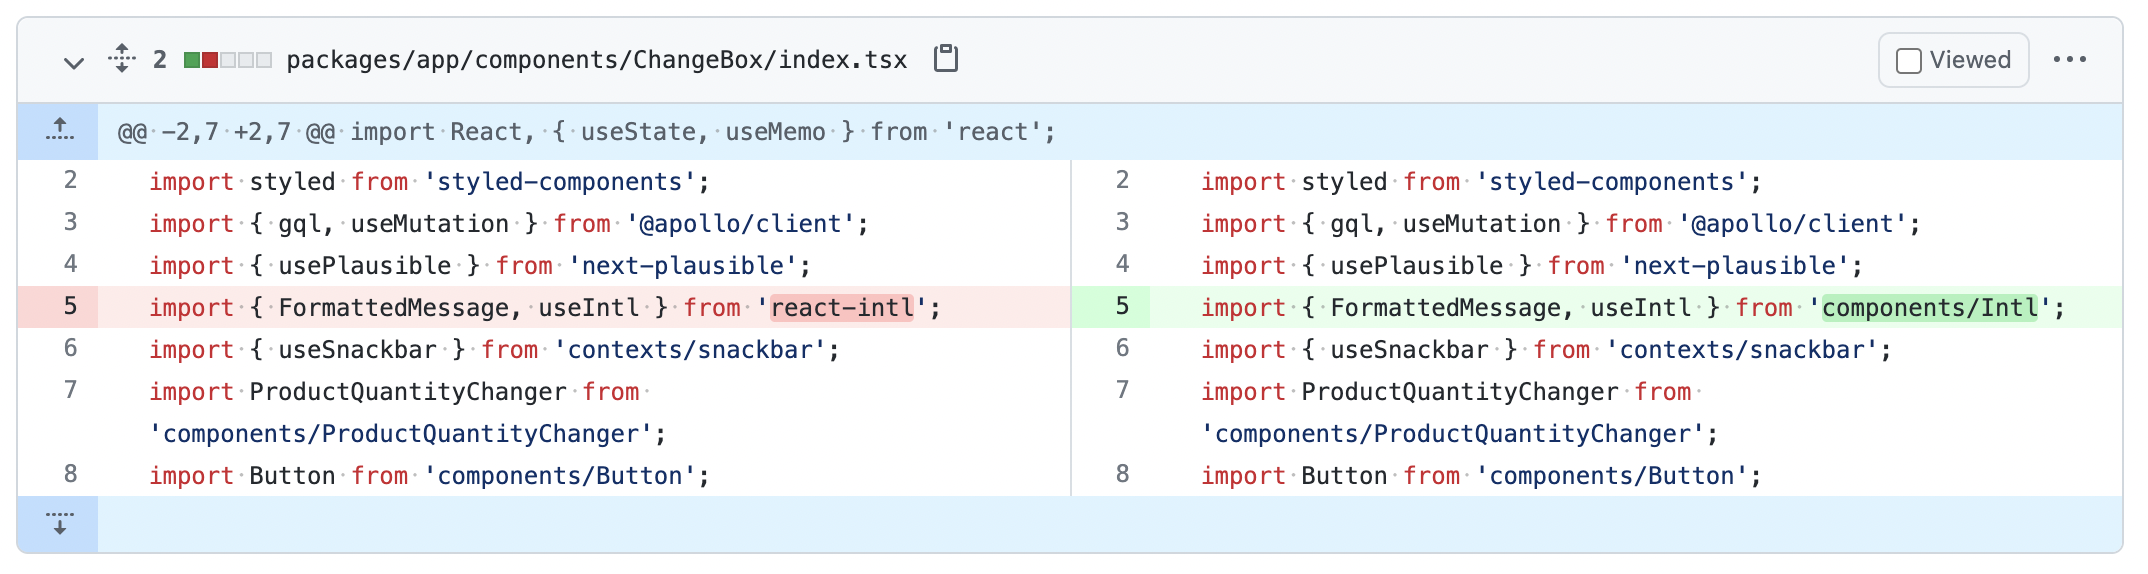 2 packages/app/components/ChangeBox/index.tsx Viewed
@@ -2,7 +2,7 @@ import React, { useState, useMemo } from 'react';
2 import styled from 'styled-components';
3 import { gql, useMutation } from '@apollo/client';
4 import { usePlausible } from 'next-plausible';
5 import { FormattedMessage, useIntl } from 'react-intl';
6 import { useSnackbar } from 'contexts/snackbar';
7 import ProductQuantityChanger from
'components/ProductQuantityChanger';
8 import Button from 'components/Button';
2 import styled from 'styled-components';
3 import { gql, useMutation } from '@apollo/client';
4 import { usePlausible } from 'next-plausible';
5 import { FormattedMessage, useIntl } from 'components/Intl';
6 import { useSnackbar } from 'contexts/snackbar';
7 import ProductQuantityChanger from
'components/ProductQuantityChanger';
8 import Button from 'components/Button';